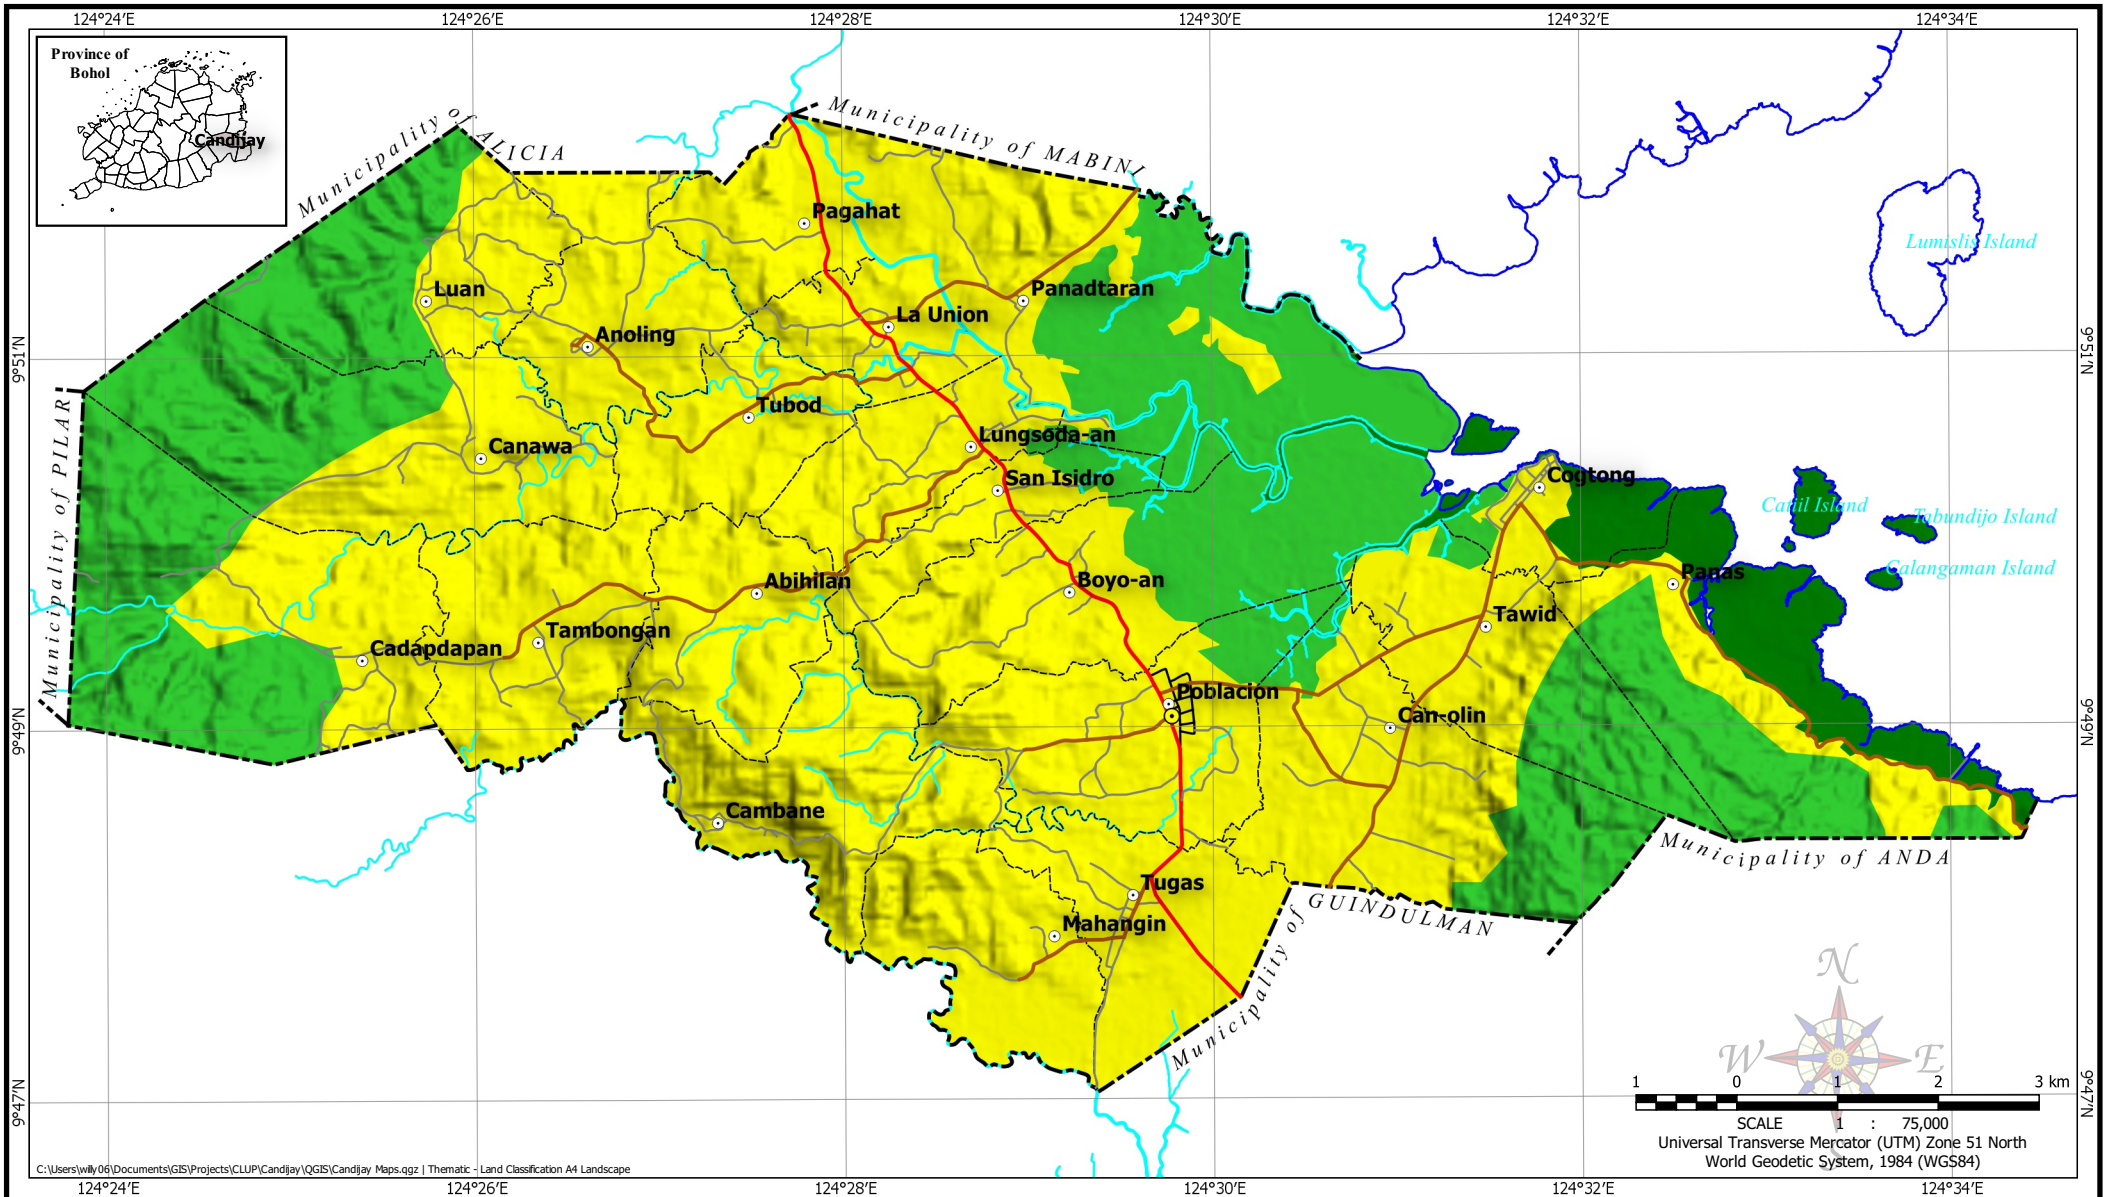 124°24′E 124°26′E 124°28′E 124°30′E 124°32′E 124°34′E
Province of
Bohol
Candijay
Municipality of ALICIA
Municipality of MABINI
Pagahat
Lumislis Island
Luan
Panadtaran
La Union
Anoling
9°51′N
9°51′N
Tubod
Lungsoda-an
Canawa
San Isidro
Cogtong
Catiil Island
Tabundijo Island
Municipality of PILAR
Calangaman Island
Abihilan
Boyo-an
Panas
Tawid
Tambongan
Cadapdapan
Poblacion
Can-olin
9°49′N
9°49′N
Cambane
Municipality of ANDA
Tugas
Municipality of GUINDULMAN
Mahangin
N
W E
S
1 0 1 2 3 km
9°47′N
9°47′N
SCALE 1 : 75,000
Universal Transverse Mercator (UTM) Zone 51 North
World Geodetic System, 1984 (WGS84)
C:\Users\willy06\Documents\GIS\Projects\CLUP\Candijay\QGIS\Candijay Maps.qgz | Thematic - Land Classification A4 Landscape
124°24′E 124°26′E 124°28′E 124°30′E 124°32′E 124°34′E